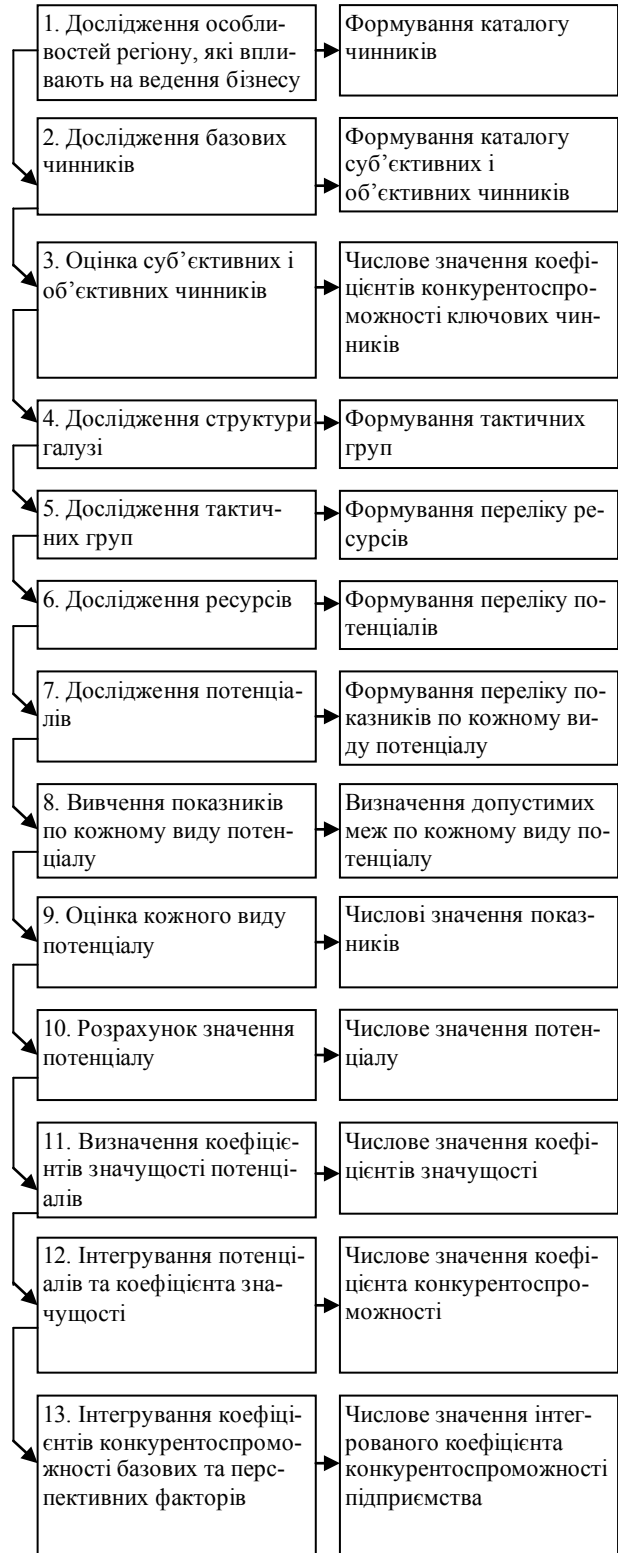 1. Дослідження особли-
востей регіону, які впли-
вають на ведення бізнесу
Формування каталогу
чинників
2. Дослідження базових
чинників
Формування каталогу
суб’єктивних і
об’єктивних чинників
3. Оцінка суб’єктивних і
об’єктивних чинників
Числове значення коефі-
цієнтів конкурентоспро-
можності ключових чин-
ників
4. Дослідження структури
галузі
Формування тактичних
груп
5. Дослідження тактич-
них груп
Формування переліку ре-
сурсів
6. Дослідження ресурсів
Формування переліку по-
тенціалів
7. Дослідження потенціа-
лів
Формування переліку по-
казників по кожному ви-
ду потенціалу
8. Вивчення показників
по кожному виду потен-
ціалу
Визначення допустимих
меж по кожному виду по-
тенціалу
9. Оцінка кожного виду
потенціалу
Числові значення показ-
ників
10. Розрахунок значення
потенціалу
Числове значення потен-
ціалу
11. Визначення коефіціє-
нтів значущості потенці-
алів
Числове значення коефі-
цієнтів значущості
12. Інтегрування потенці-
алів та коефіцієнта зна-
чущості
Числове значення коефі-
цієнта конкурентоспро-
можності
13. Інтегрування коефіці-
єнтів конкурентоспромо-
жності базових та перс-
пективних факторів
Числове значення інтег-
рованого коефіцієнта
конкурентоспроможності
підприємства